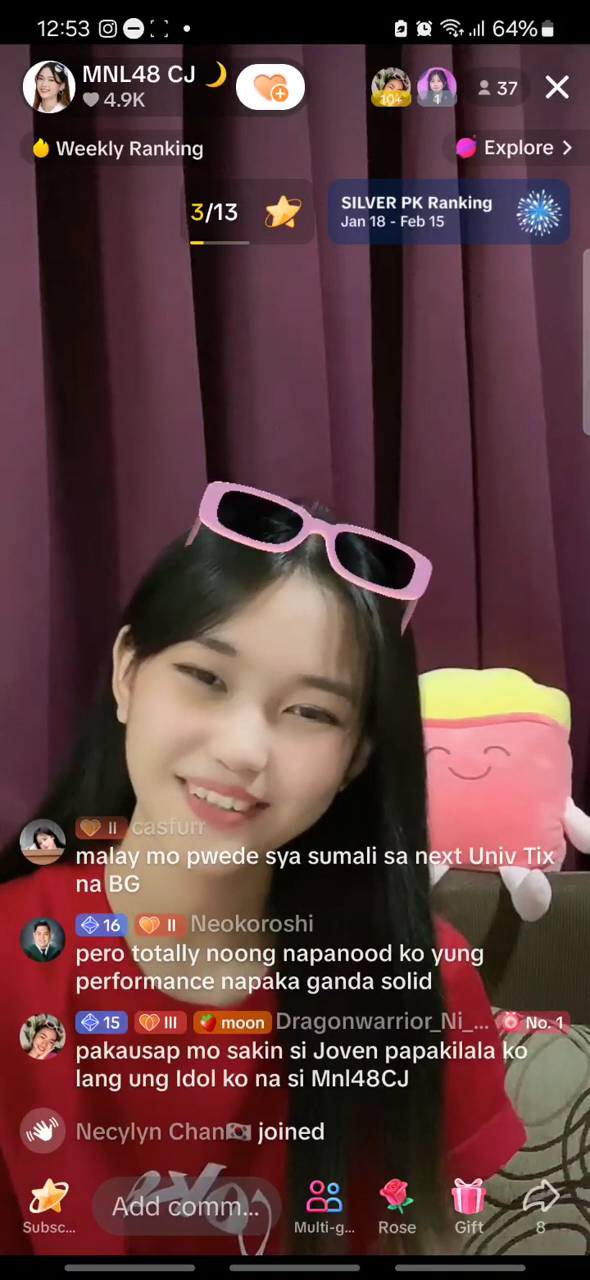 12:53
64%
MNL48 CJ 🌙
4.9K
10+
1
37
Weekly Ranking
Explore
3/13
SILVER PK Ranking
Jan 18 - Feb 15
II casfurr
malay mo pwede sya sumali sa next Univ Tix
na BG
16 II Neokoroshi
pero totally noong napanood ko yung
performance napaka ganda solid
15 III moon Dragonwarrior_Ni_... No. 1
pakausap mo sakin si Joven papakilala ko
lang ung Idol ko na si Mnl48CJ
Necylyn Chan🇰🇷 joined
Add comm...
Subsc...
Multi-g...
Rose
Gift
8